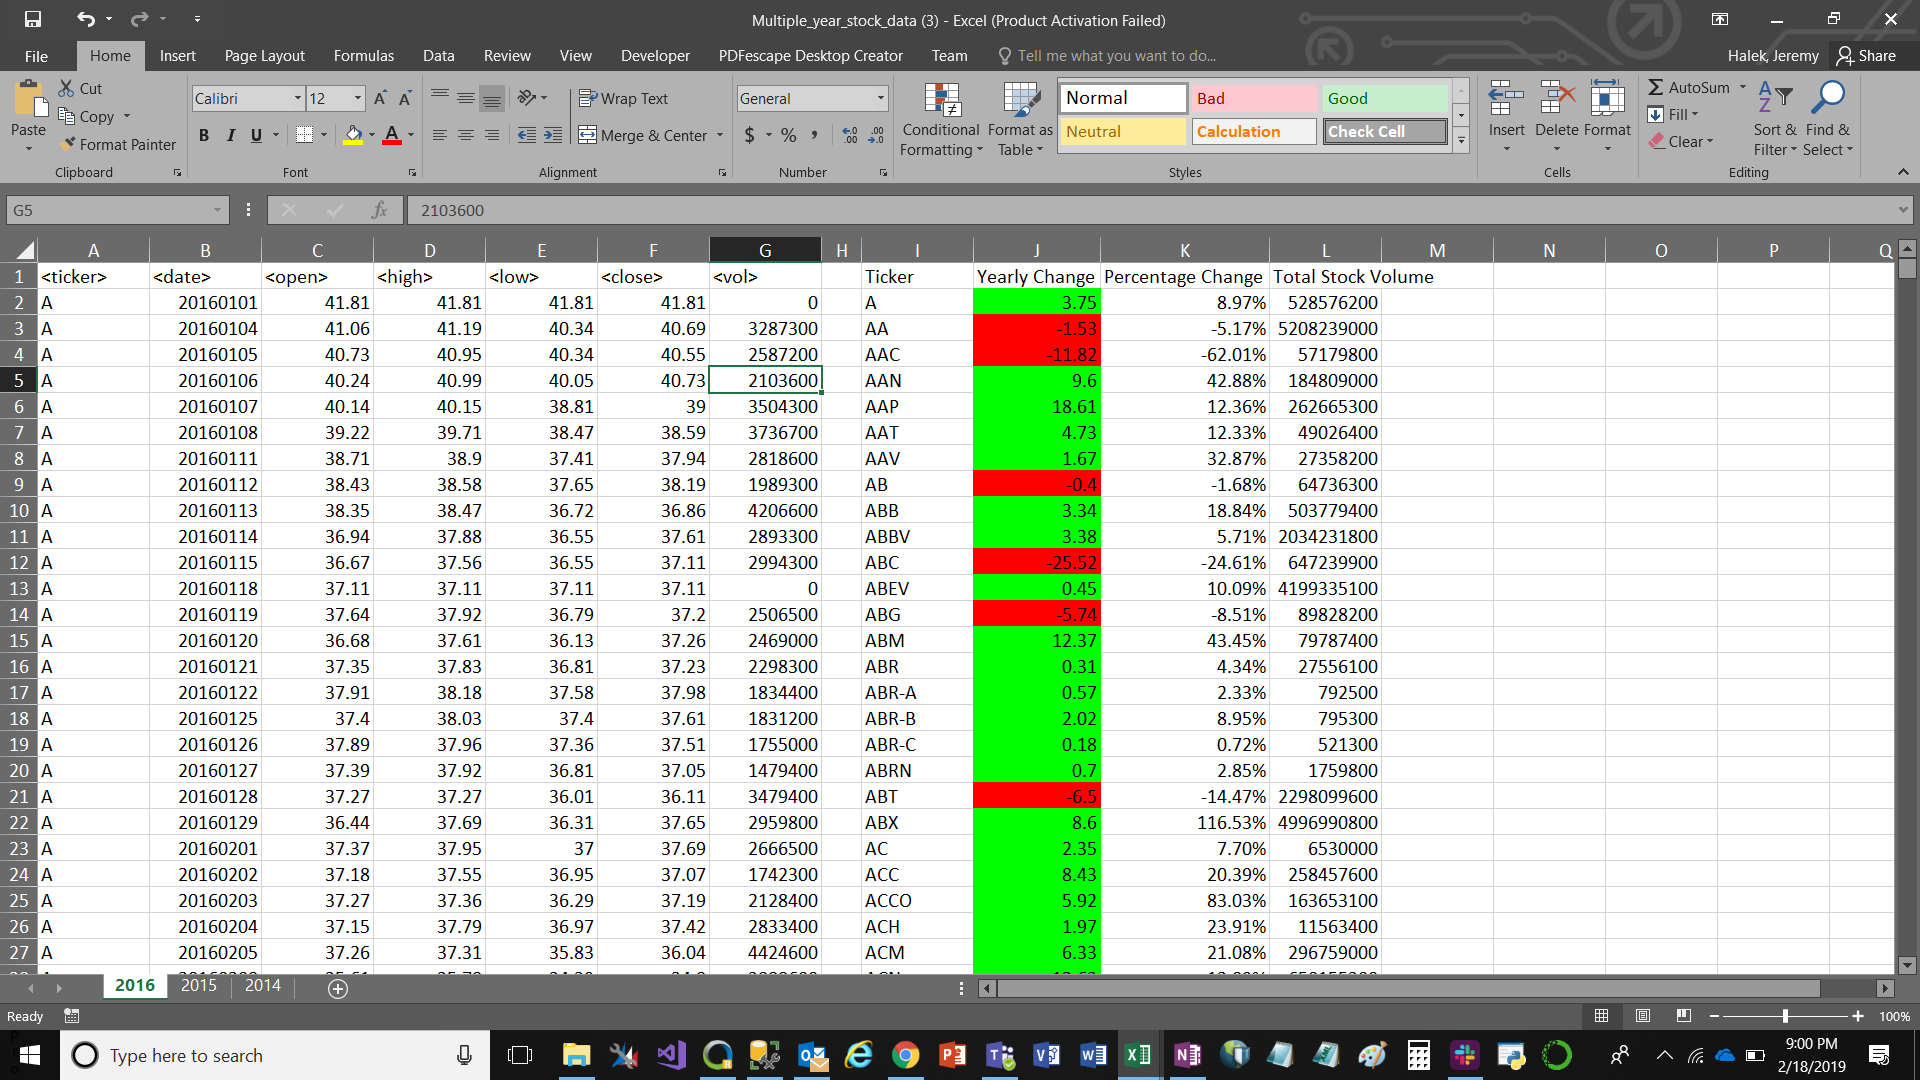 Multiple_year_stock_data (3) - Excel (Product Activation Failed)
File Home Insert Page Layout Formulas Data Review View Developer PDFescape Desktop Creator Team Tell me what you want to do... Halek, Jeremy Share
Paste Cut Copy Format Painter Clipboard
Calibri 12 B I U A A Font
Wrap Text Merge & Center Alignment
General $ % , Number
Conditional Formatting Format as Table
Normal Bad Good
Neutral Calculation Check Cell
Styles
Insert Delete Format Cells
AutoSum Fill Clear Sort & Filter Find & Select Editing
G5 fx 2103600
A B C D E F G H I J K L M N O P Q
1 <ticker> <date> <open> <high> <low> <close> <vol> Ticker Yearly Change Percentage Change Total Stock Volume
2 A 20160101 41.81 41.81 41.81 41.81 0 A 3.75 8.97% 528576200
3 A 20160104 41.06 41.19 40.34 40.69 3287300 AA -1.53 -5.17% 5208239000
4 A 20160105 40.73 40.95 40.34 40.55 2587200 AAC -11.82 -62.01% 57179800
5 A 20160106 40.24 40.99 40.05 40.73 2103600 AAN 9.6 42.88% 184809000
6 A 20160107 40.14 40.15 38.81 39 3504300 AAP 18.61 12.36% 262665300
7 A 20160108 39.22 39.71 38.47 38.59 3736700 AAT 4.73 12.33% 49026400
8 A 20160111 38.71 38.9 37.41 37.94 2818600 AAV 1.67 32.87% 27358200
9 A 20160112 38.43 38.58 37.65 38.19 1989300 AB -0.4 -1.68% 64736300
10 A 20160113 38.35 38.47 36.72 36.86 4206600 ABB 3.34 18.84% 503779400
11 A 20160114 36.94 37.88 36.55 37.61 2893300 ABBV 3.38 5.71% 2034231800
12 A 20160115 36.67 37.56 36.55 37.11 2994300 ABC -25.52 -24.61% 647239900
13 A 20160118 37.11 37.11 37.11 37.11 0 ABEV 0.45 10.09% 4199335100
14 A 20160119 37.64 37.92 36.79 37.2 2506500 ABG -5.74 -8.51% 89828200
15 A 20160120 36.68 37.61 36.13 37.26 2469000 ABM 12.37 43.45% 79787400
16 A 20160121 37.35 37.83 36.81 37.23 2298300 ABR 0.31 4.34% 27556100
17 A 20160122 37.91 38.18 37.58 37.98 1834400 ABR-A 0.57 2.33% 792500
18 A 20160125 37.4 38.03 37.4 37.61 1831200 ABR-B 2.02 8.95% 795300
19 A 20160126 37.89 37.96 37.36 37.51 1755000 ABR-C 0.18 0.72% 521300
20 A 20160127 37.39 37.92 36.81 37.05 1479400 ABRN 0.7 2.85% 1759800
21 A 20160128 37.27 37.27 36.01 36.11 3479400 ABT -6.5 -14.47% 2298099600
22 A 20160129 36.44 37.69 36.31 37.65 2959800 ABX 8.6 116.53% 4996990800
23 A 20160201 37.37 37.95 37 37.69 2666500 AC 2.35 7.70% 6530000
24 A 20160202 37.18 37.55 36.95 37.07 1742300 ACC 8.43 20.39% 258457600
25 A 20160203 37.27 37.36 36.29 37.19 2128400 ACCO 5.92 83.03% 163653100
26 A 20160204 37.15 37.79 36.97 37.42 2833400 ACH 1.97 23.91% 11563400
27 A 20160205 37.26 37.31 35.83 36.04 4424600 ACM 6.33 21.08% 296759000
2016 2015 2014
Ready 100%
Type here to search
9:00 PM
2/18/2019